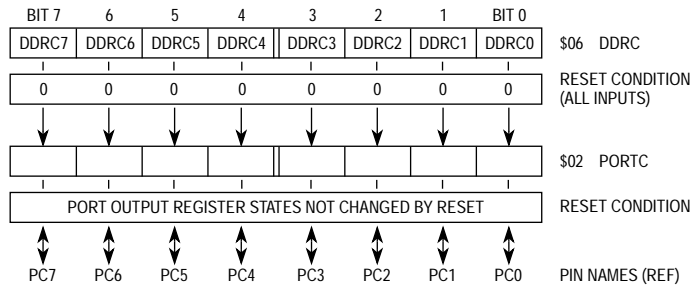 BIT 7 6 5 4 3 2 1 BIT 0
DDRC7 DDRC6 DDRC5 DDRC4 DDRC3 DDRC2 DDRC1 DDRC0 $06 DDRC
0 0 0 0 0 0 0 0 RESET CONDITION
(ALL INPUTS)
$02 PORTC
PORT OUTPUT REGISTER STATES NOT CHANGED BY RESET RESET CONDITION
PC7 PC6 PC5 PC4 PC3 PC2 PC1 PC0 PIN NAMES (REF)